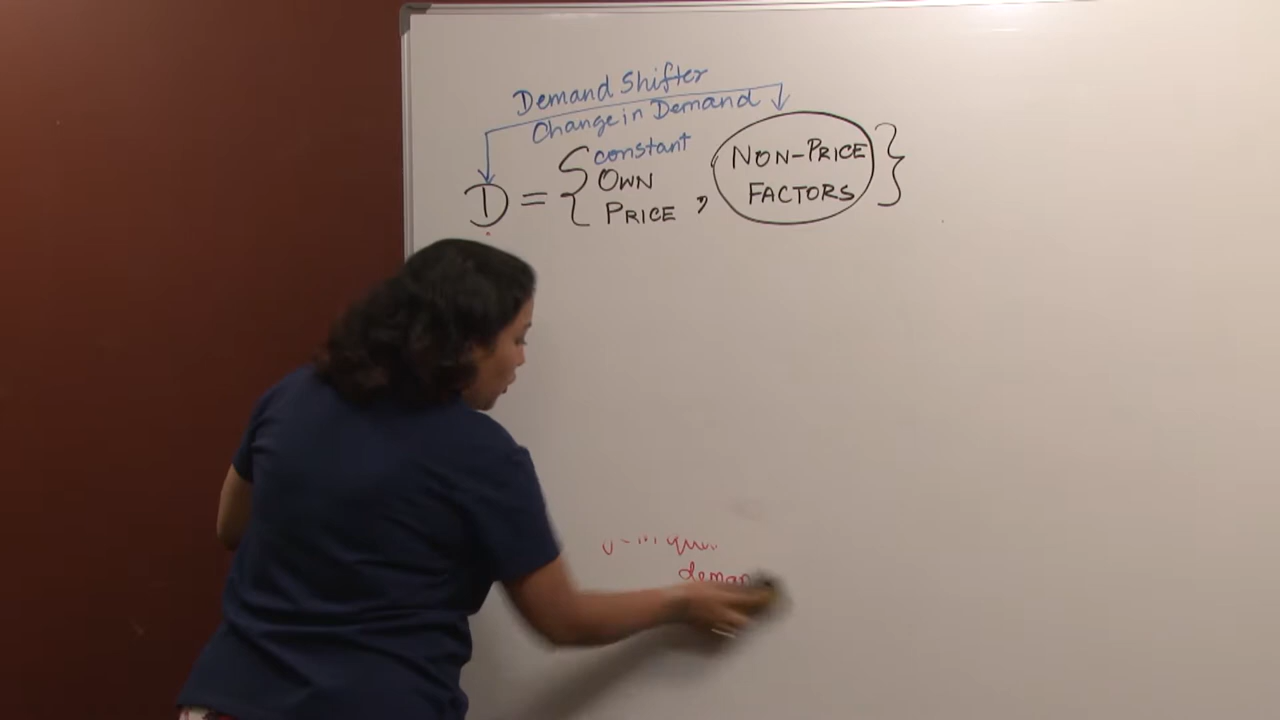 Demand Shifter
Change in Demand
constant
D = { OWN PRICE , NON-PRICE FACTORS }